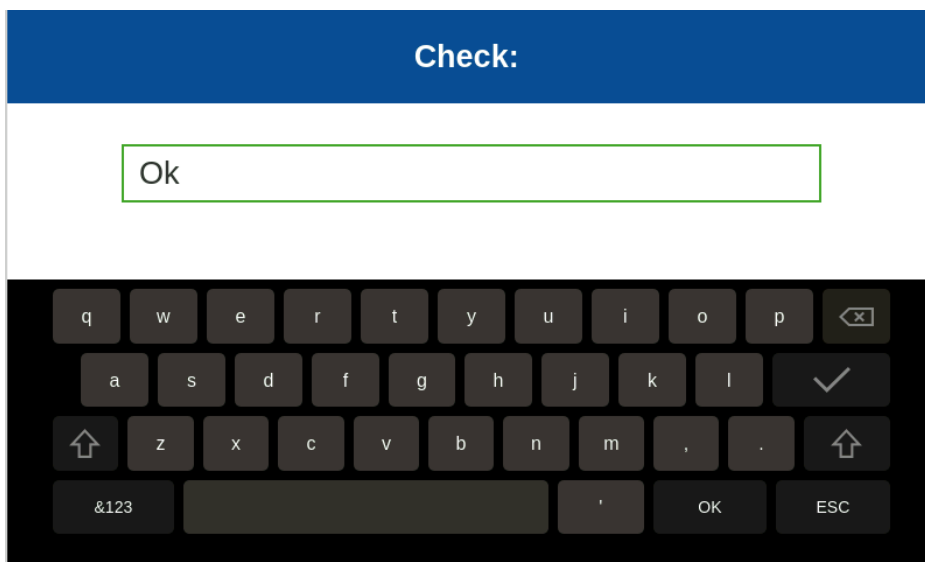 Check:
Ok
q w e r t y u i o p
a s d f g h j k l
z x c v b n m , .
&123 ' OK ESC